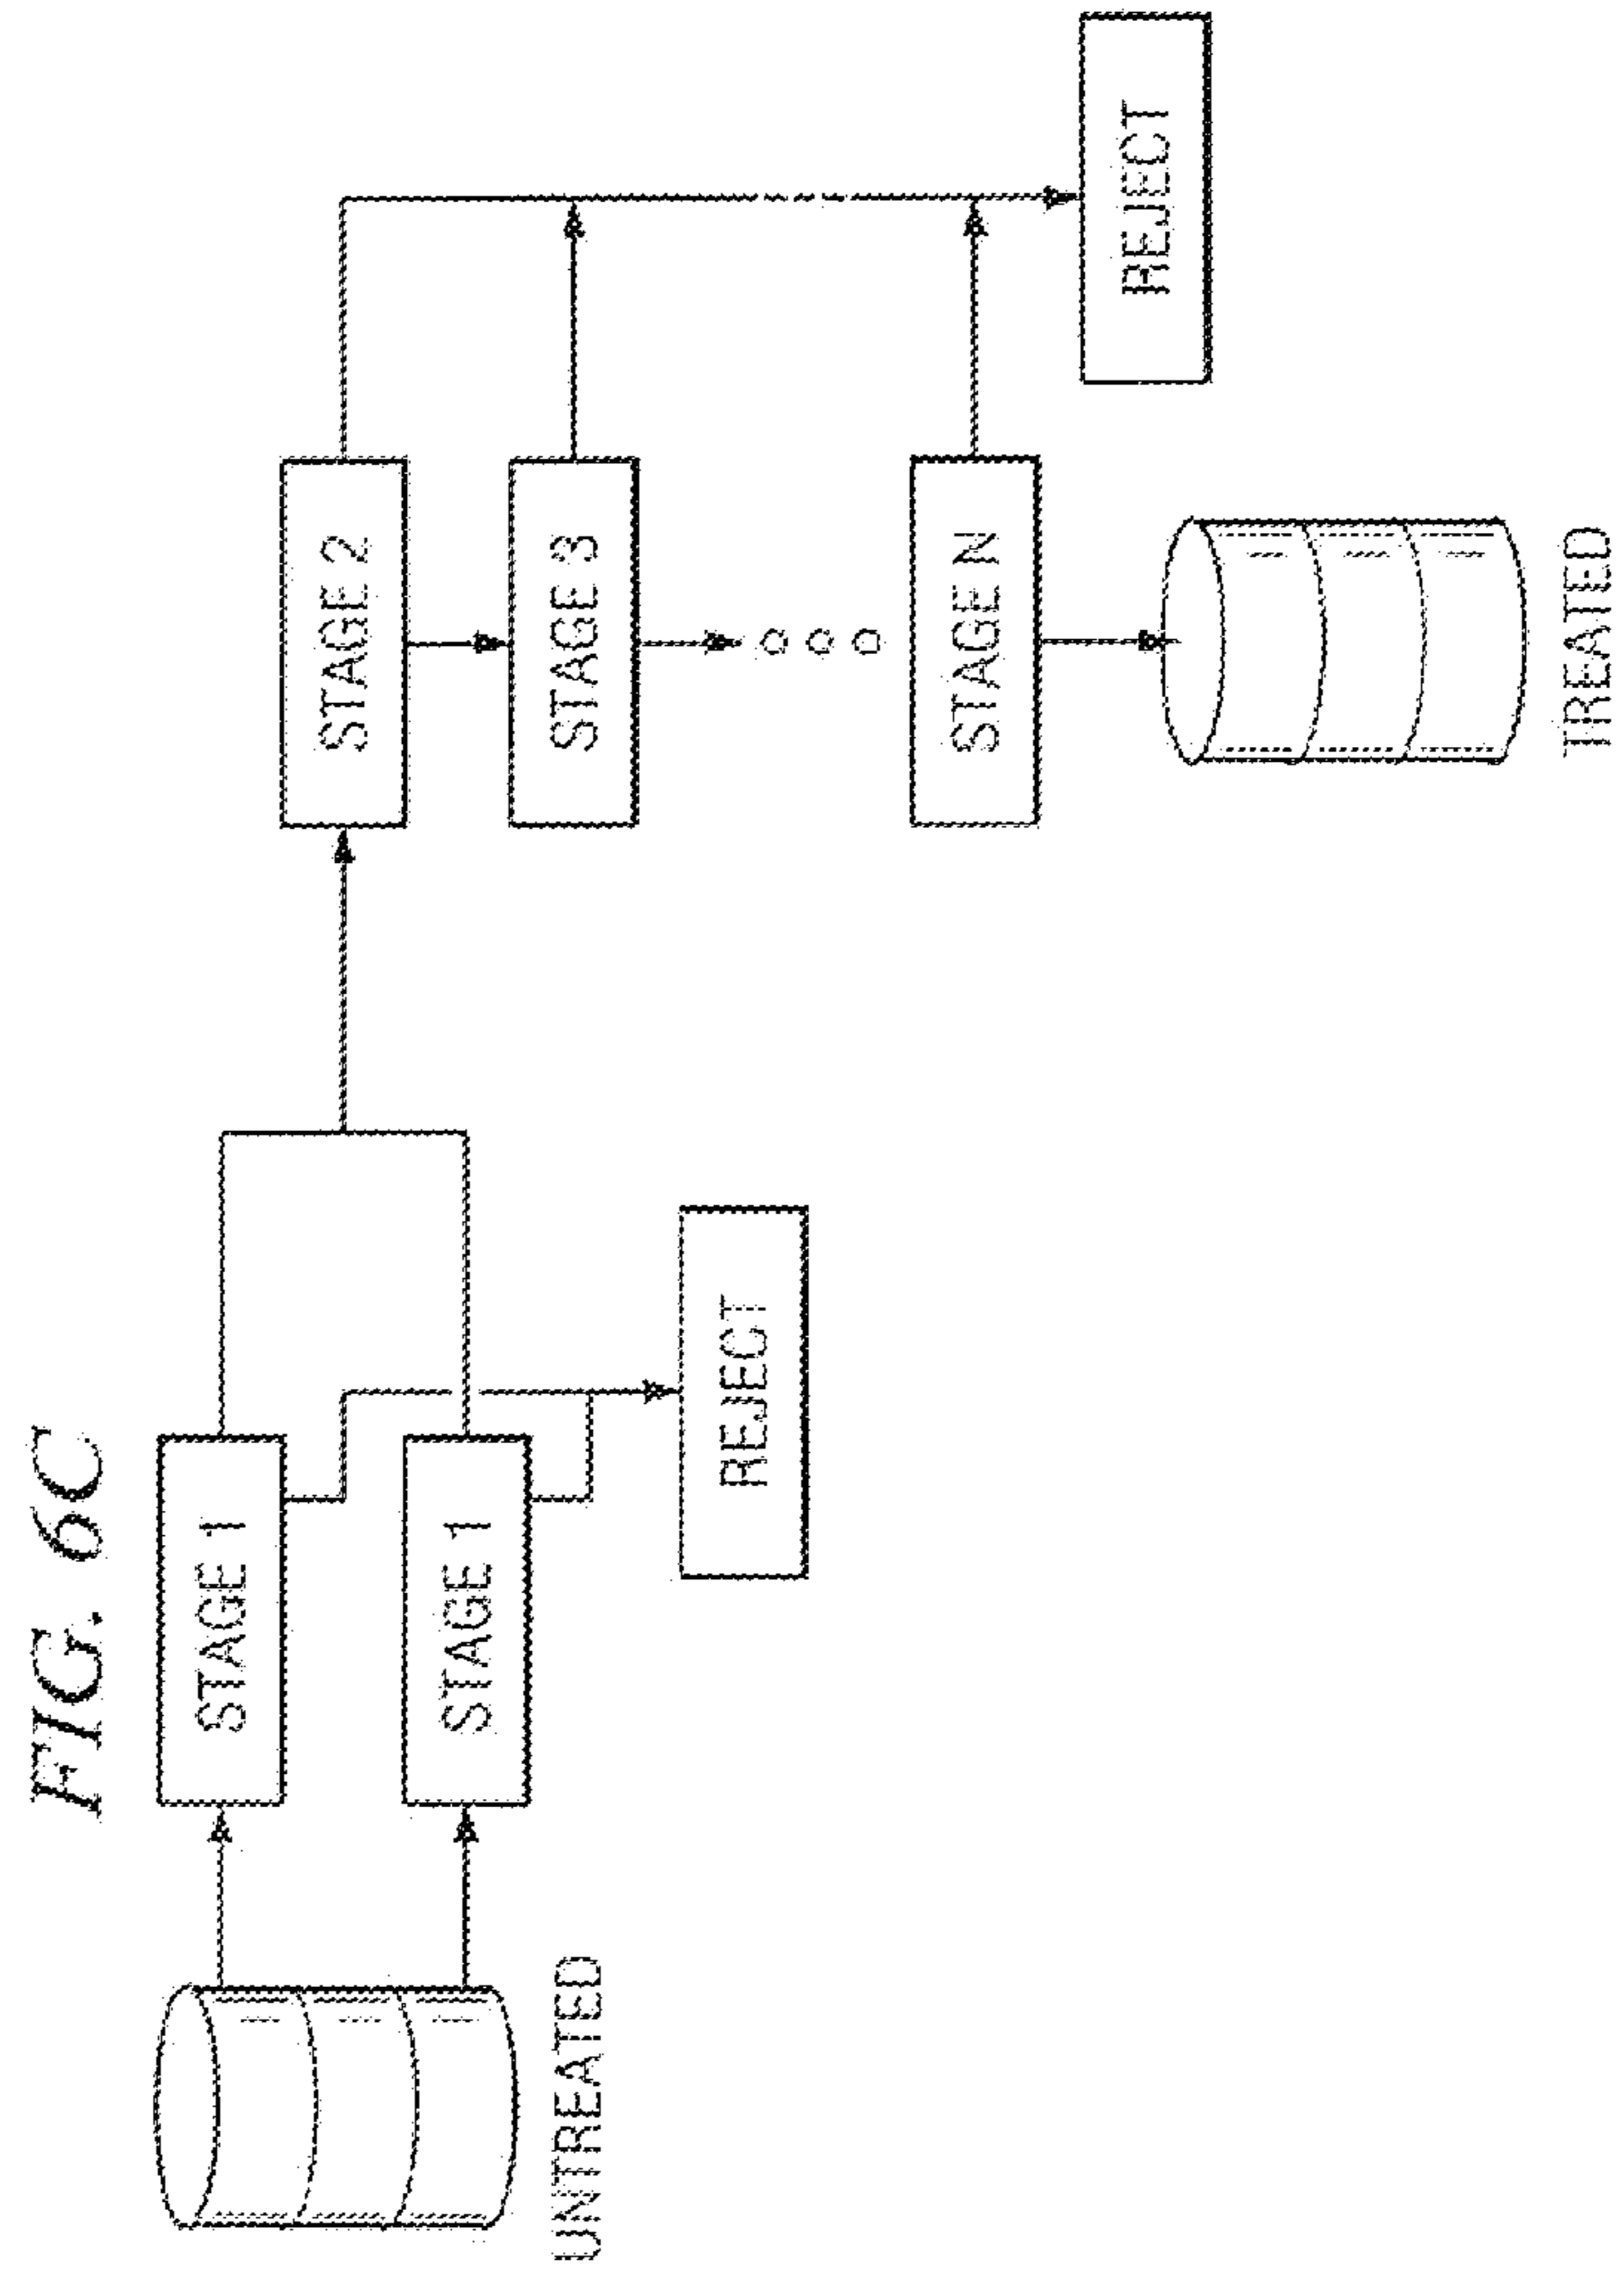 FIG. 6C
UNTREATED
STAGE 1
STAGE 1
REJECT
STAGE 2
STAGE 3
STAGE N
REJECT
TREATED